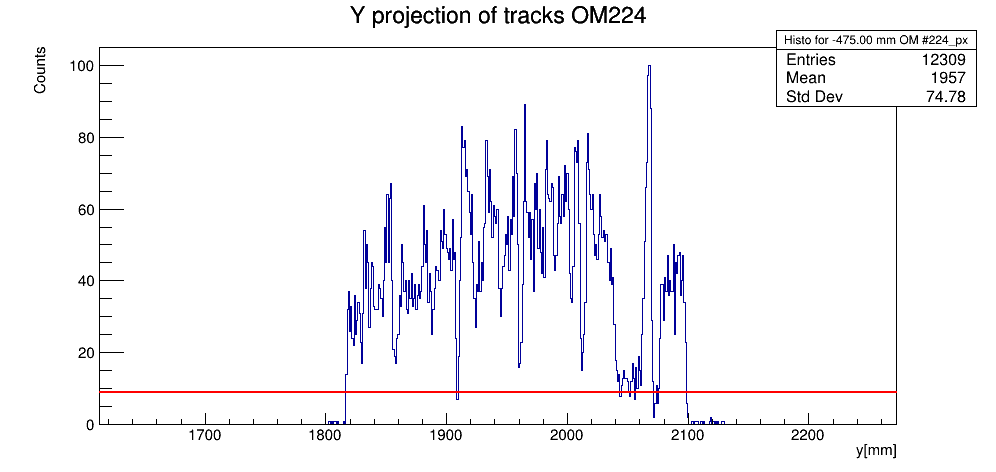 Y projection of tracks OM224
Histo for -475.00 mm OM #224_px
Entries 12309
Mean 1957
Std Dev 74.78
Counts
100
80
60
40
20
0
1700 1800 1900 2000 2100 2200
y[mm]